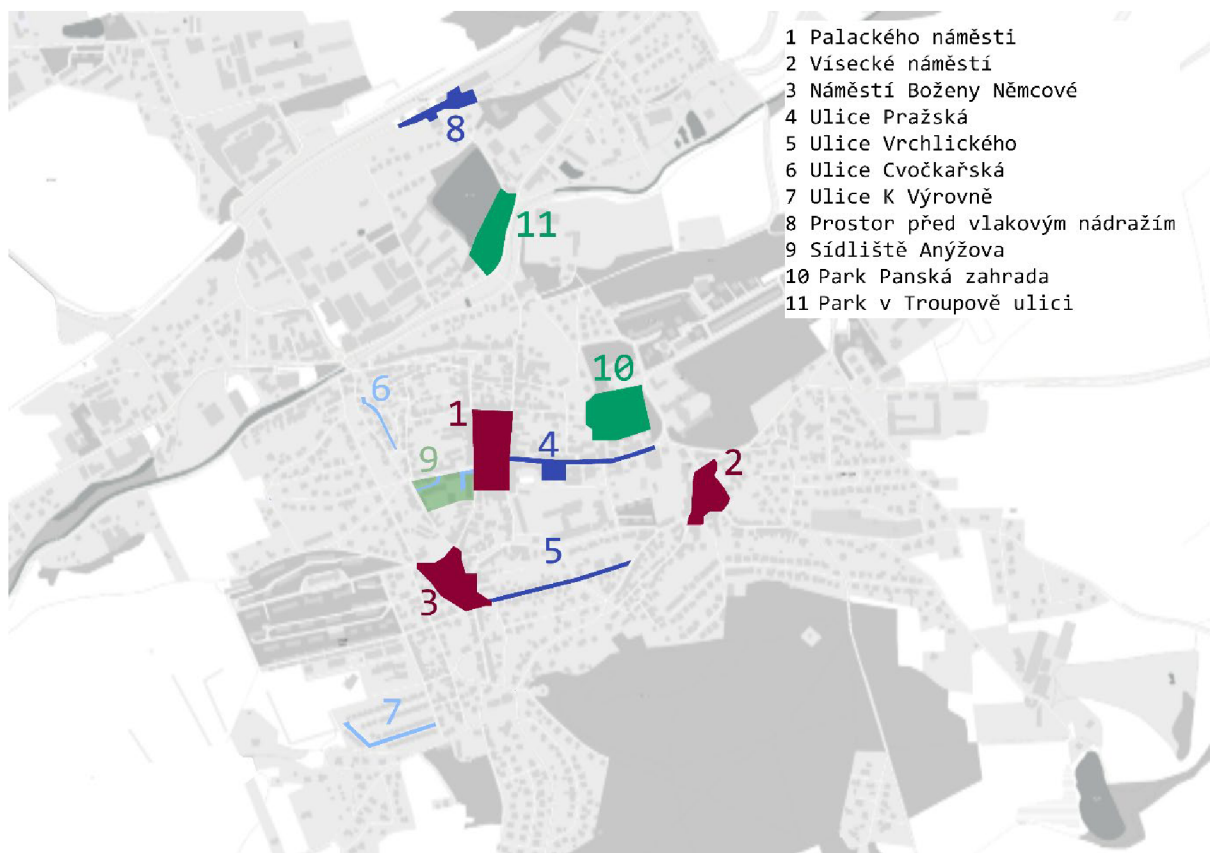 1 Palackého náměsti
2 Vísecké náměstí
3 Náměstí Boženy Němcové
4 Ulice Pražská
5 Ulice Vrchlického
6 Ulice Cvočkařská
7 Ulice K Výrovně
8 Prostor před vlakovým nádražím
9 Sídliště Anýžova
10 Park Panská zahrada
11 Park v Troupově ulici
8
11
10
6
1
4
9
2
5
3
7